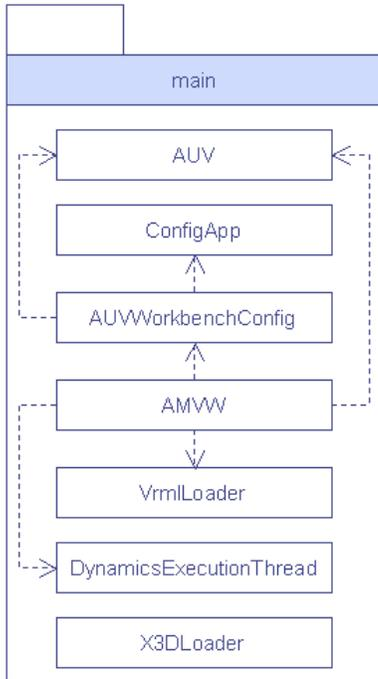 main
AUV
ConfigApp
AUVWorkbenchConfig
AMVW
VrmlLoader
DynamicsExecutionThread
X3DLoader